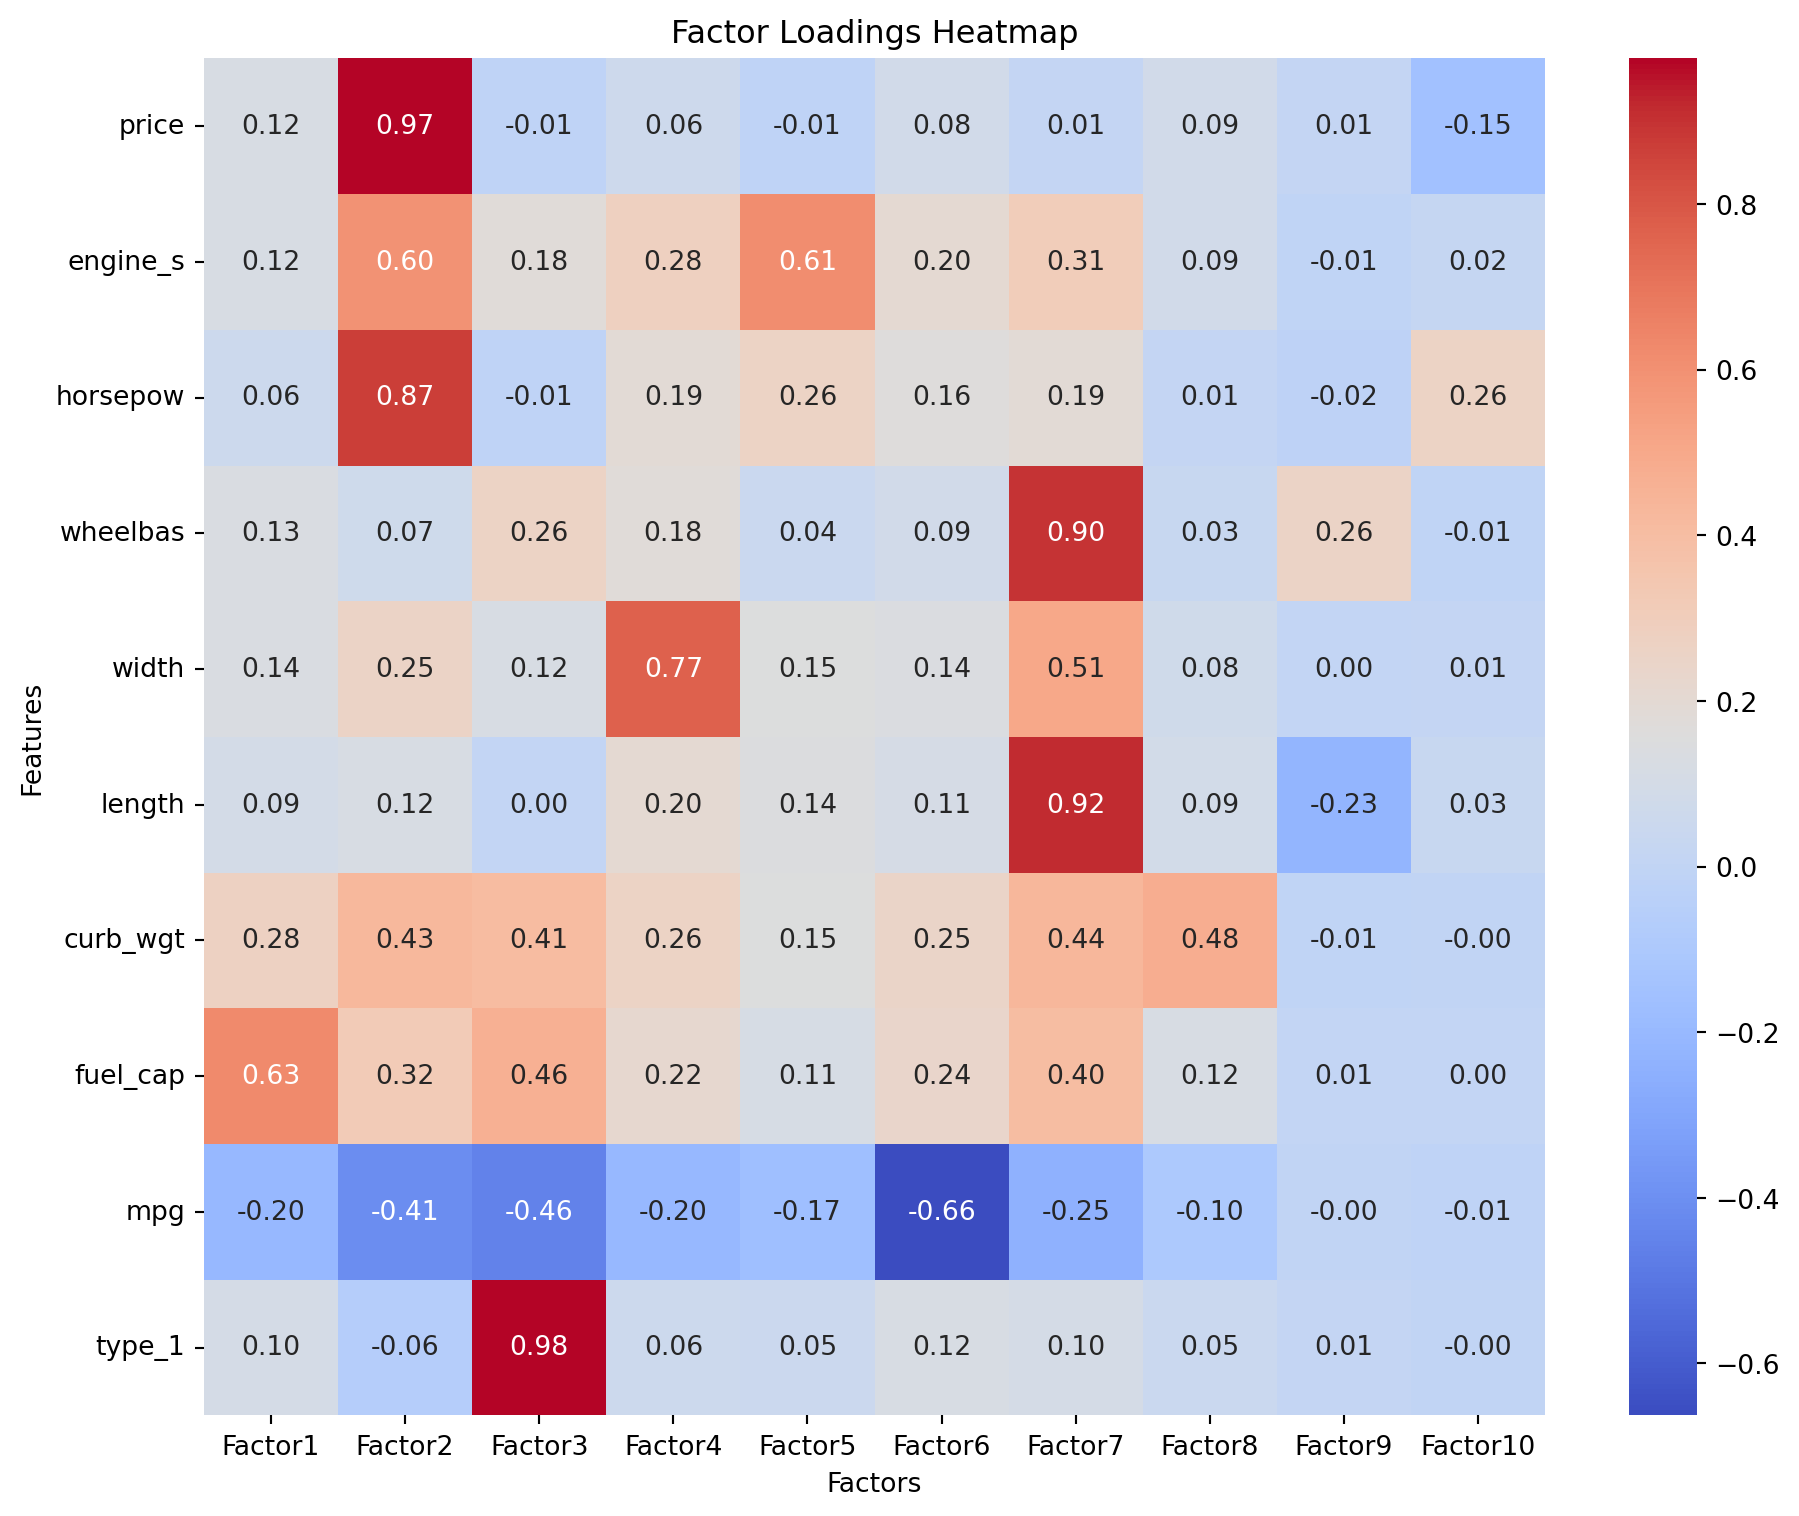 Factor Loadings Heatmap
price 0.12 0.97 -0.01 0.06 -0.01 0.08 0.01 0.09 0.01 -0.15
engine_s 0.12 0.60 0.18 0.28 0.61 0.20 0.31 0.09 -0.01 0.02
horsepow 0.06 0.87 -0.01 0.19 0.26 0.16 0.19 0.01 -0.02 0.26
wheelbas 0.13 0.07 0.26 0.18 0.04 0.09 0.90 0.03 0.26 -0.01
width 0.14 0.25 0.12 0.77 0.15 0.14 0.51 0.08 0.00 0.01
length 0.09 0.12 0.00 0.20 0.14 0.11 0.92 0.09 -0.23 0.03
curb_wgt 0.28 0.43 0.41 0.26 0.15 0.25 0.44 0.48 -0.01 -0.00
fuel_cap 0.63 0.32 0.46 0.22 0.11 0.24 0.40 0.12 0.01 0.00
mpg -0.20 -0.41 -0.46 -0.20 -0.17 -0.66 -0.25 -0.10 -0.00 -0.01
type_1 0.10 -0.06 0.98 0.06 0.05 0.12 0.10 0.05 0.01 -0.00
Factor1 Factor2 Factor3 Factor4 Factor5 Factor6 Factor7 Factor8 Factor9 Factor10
Factors
Features
0.8
0.6
0.4
0.2
0.0
−0.2
−0.4
−0.6